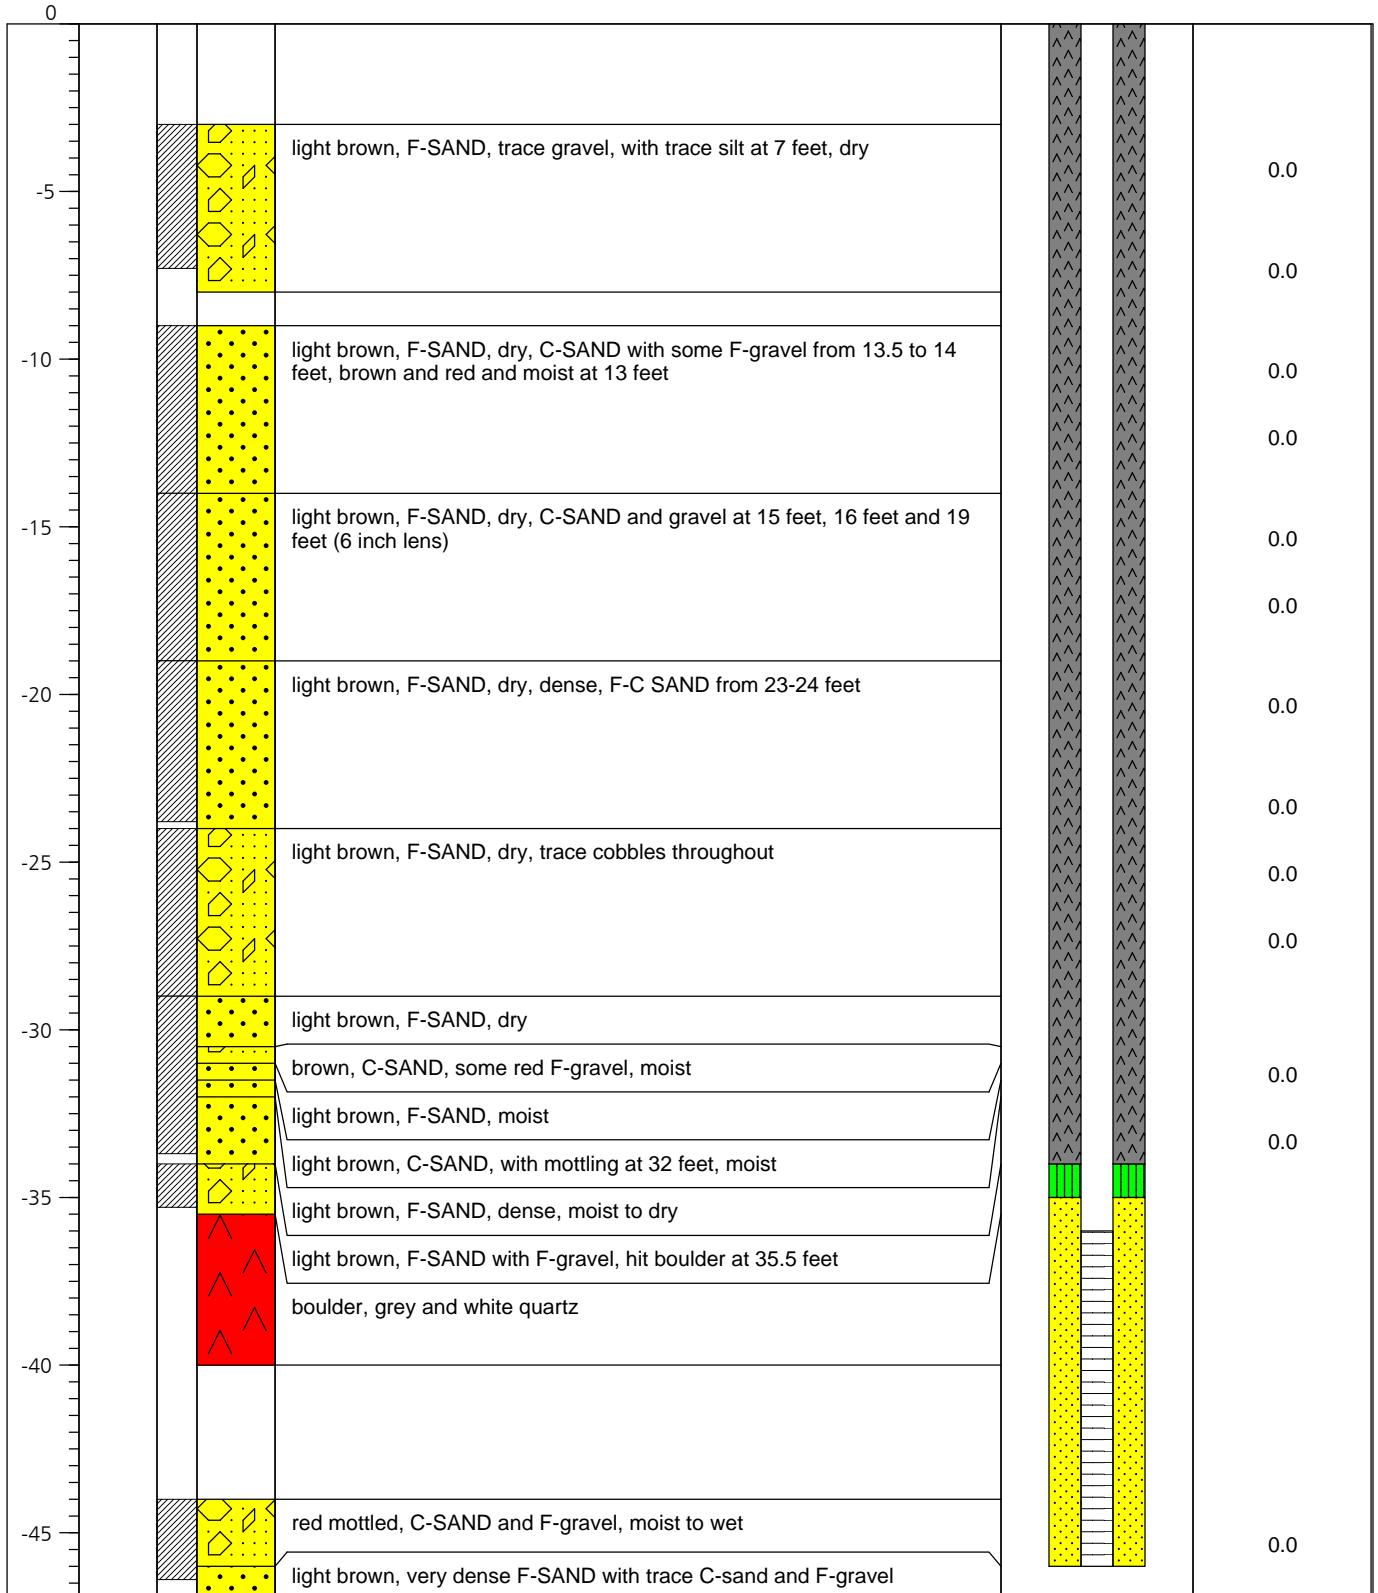 0
light brown, F-SAND, trace gravel, with trace silt at 7 feet, dry
0.0
-5
0.0
light brown, F-SAND, dry, C-SAND with some F-gravel from 13.5 to 14
feet, brown and red and moist at 13 feet
-10
0.0
0.0
light brown, F-SAND, dry, C-SAND and gravel at 15 feet, 16 feet and 19
feet (6 inch lens)
-15
0.0
0.0
light brown, F-SAND, dry, dense, F-C SAND from 23-24 feet
-20
0.0
0.0
light brown, F-SAND, dry, trace cobbles throughout
-25
0.0
0.0
light brown, F-SAND, dry
-30
brown, C-SAND, some red F-gravel, moist
0.0
light brown, F-SAND, moist
0.0
light brown, C-SAND, with mottling at 32 feet, moist
-35
light brown, F-SAND, dense, moist to dry
light brown, F-SAND with F-gravel, hit boulder at 35.5 feet
boulder, grey and white quartz
-40
red mottled, C-SAND and F-gravel, moist to wet
-45
0.0
light brown, very dense F-SAND with trace C-sand and F-gravel